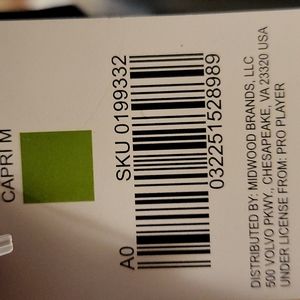 CAPRI M
A0 SKU 0199332
032251528989
DISTRIBUTED BY: MIDWOOD BRANDS, LLC
500 VOLVO PKWY., CHESAPEAKE, VA 23320 USA
UNDER LICENSE FROM: PRO PLAYER